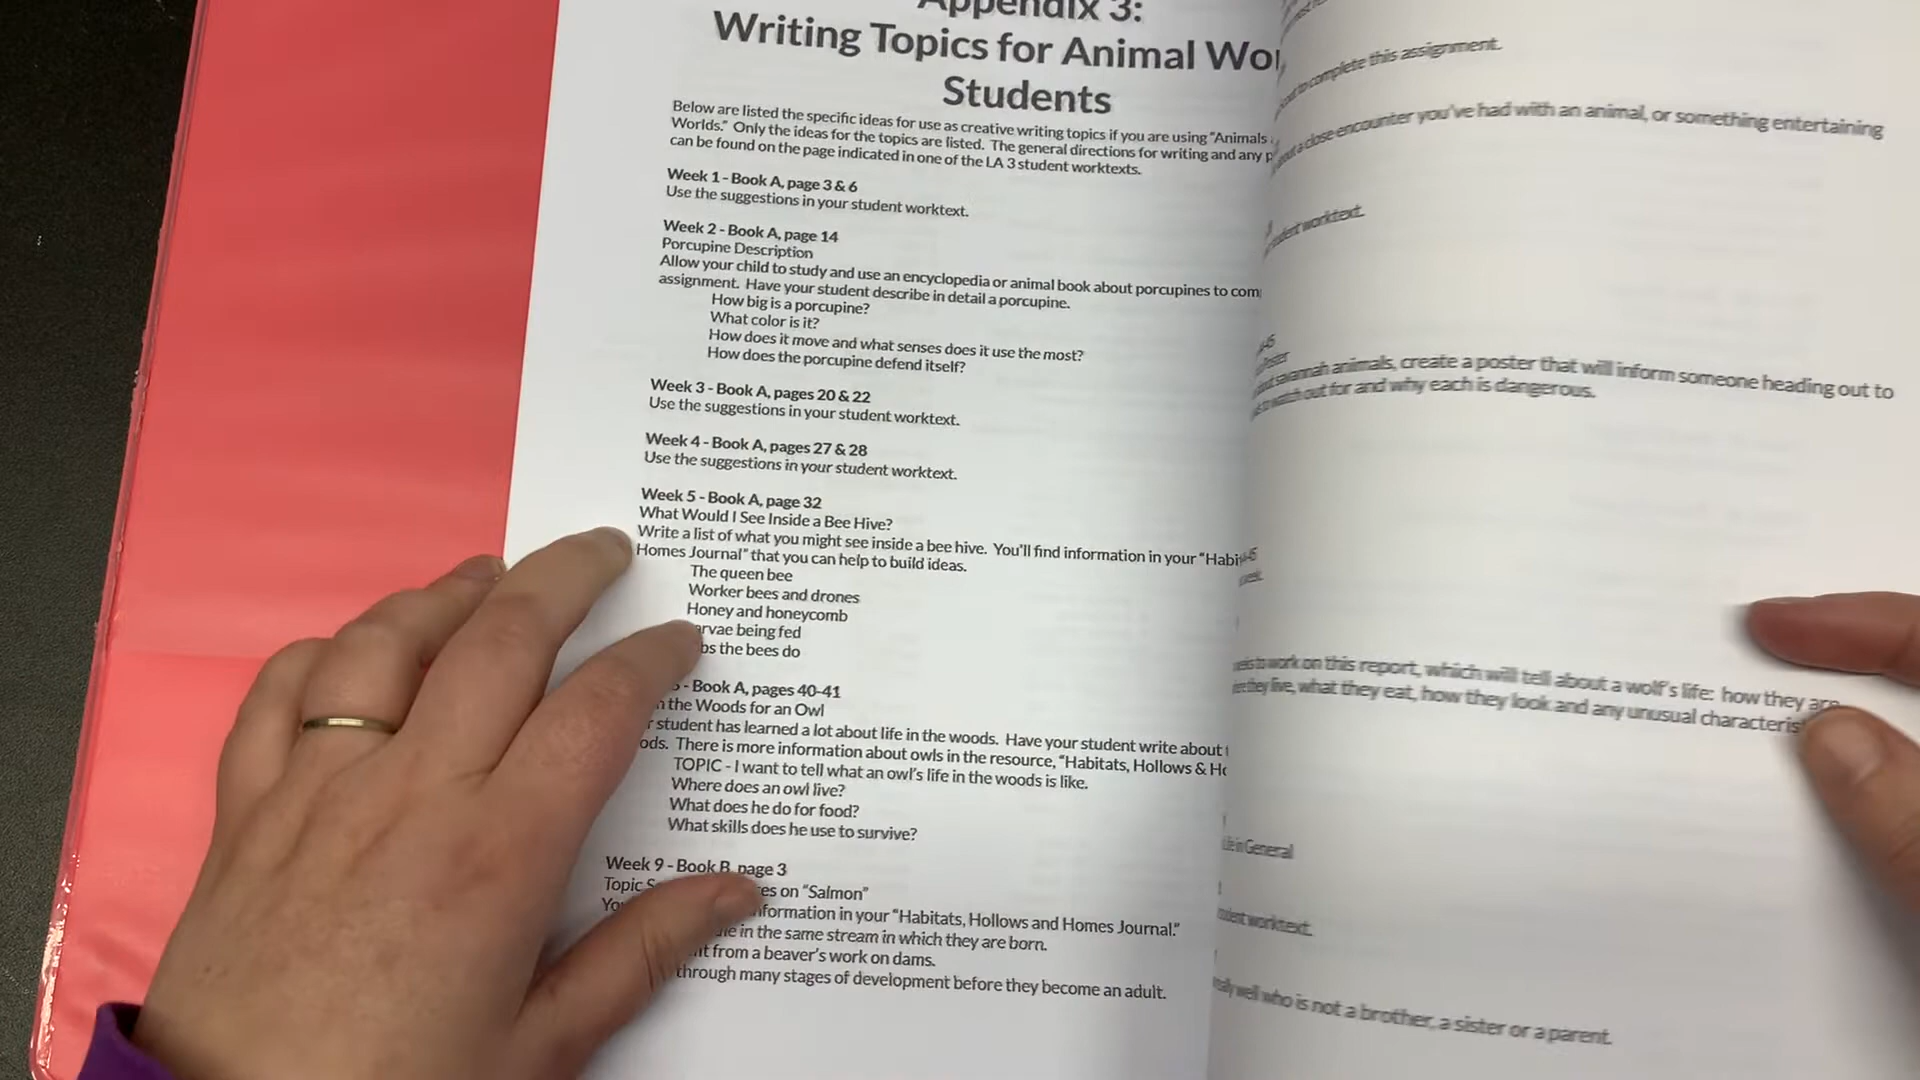 Appendix 3:
Writing Topics for Animal
Students
Below are listed the specific ideas for use as creative writing topics if you are using "Animals
Worlds." Only the ideas for the topics are listed. The general directions for writing and any
can be found on the page indicated in one of the LA 3 student worktexts.
Week 1 - Book A, page 3 & 6
Use the suggestions in your student worktext.
Week 2 - Book A, page 14
Porcupine Description
Allow your child to study and use an encyclopedia or animal book about porcupines to
assignment. Have your student describe in detail a porcupine.
How big is a porcupine?
What color is it?
How does it move and what senses does it use the most?
How does the porcupine defend itself?
Week 3 - Book A, pages 20 & 22
Use the suggestions in your student worktext.
Week 4 - Book A, pages 27 & 28
Use the suggestions in your student worktext.
Week 5 - Book A, page 32
What Would I See Inside a Bee Hive?
Write a list of what you might see inside a bee hive. You'll find information in your
Homes Journal" that you can help to build ideas.
The queen bee
Worker bees and drones
Honey and honeycomb
being fed
the bees do
- Book A, pages 40-41
the Woods for an Owl
student has learned a lot about life in the woods. Have your student write about
There is more information about owls in the resource, "Habitats, Hollows &
TOPIC - I want to tell what an owl's life in the woods is like.
Where does an owl live?
What does he do for food?
What skills does he use to survive?
Week 9 - Book B, page 3
Topic on "Salmon"
information in your "Habitats, Hollows and Homes Journal."
in the same stream in which they are born.
from a beaver's work on dams.
through many stages of development before they become an adult.
to complete this assignment.
about a close encounter you've had with an animal, or something entertaining
student worktext.
Poster
about savannah animals, create a poster that will inform someone heading out to
to watch out for and why each is dangerous.
to work on this report, which will tell about a wolf's life: how they are
they live, what they eat, how they look and any unusual
Life in General
student worktext.
really well who is not a brother, a sister or a parent.